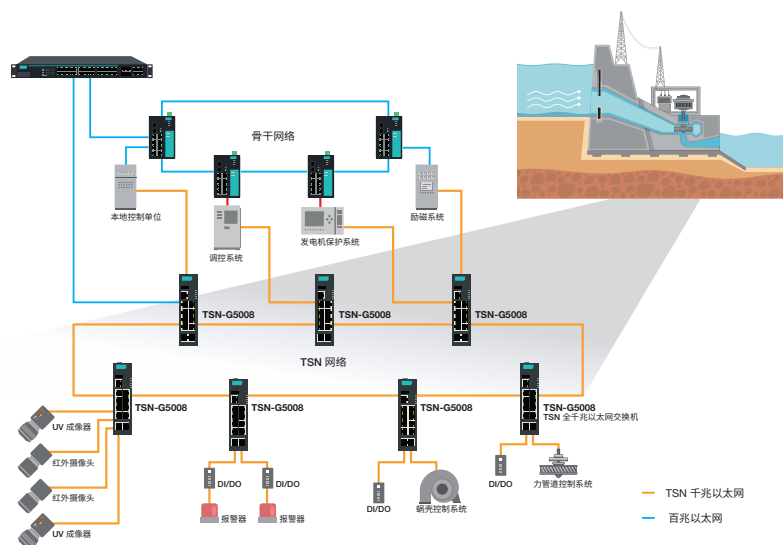 骨干网络
本地控制单位
调控系统
发电机保护系统
励磁系统
TSN-G5008
TSN-G5008
TSN-G5008
TSN 网络
TSN-G5008
TSN-G5008
TSN-G5008
TSN-G5008
TSN 全千兆以太网交换机
UV 成像器
红外摄像头
红外摄像头
UV 成像器
DI/DO
DI/DO
报警器
报警器
DI/DO
蜗壳控制系统
DI/DO
力管道控制系统
TSN 千兆以太网
百兆以太网